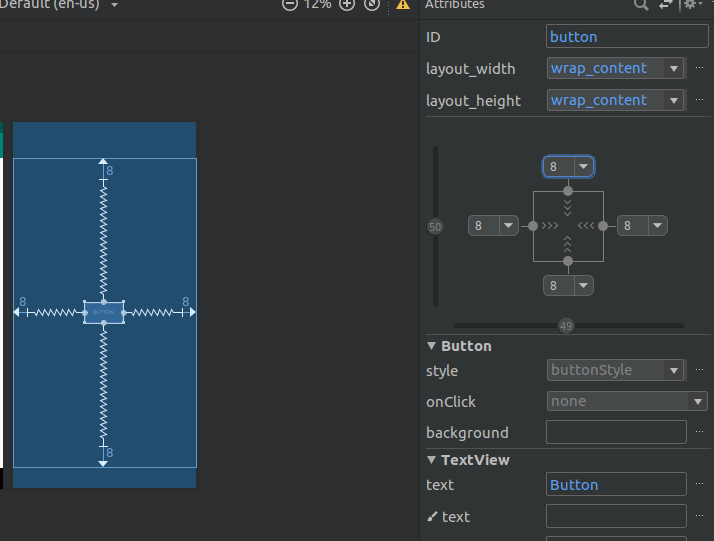 Default (en-us) 12% Attributes
ID button
layout_width wrap_content
layout_height wrap_content
8
50 8 8
8
49
8
8 BUTTON 8
8
Button
style buttonStyle
onClick none
background
TextView
text Button
text